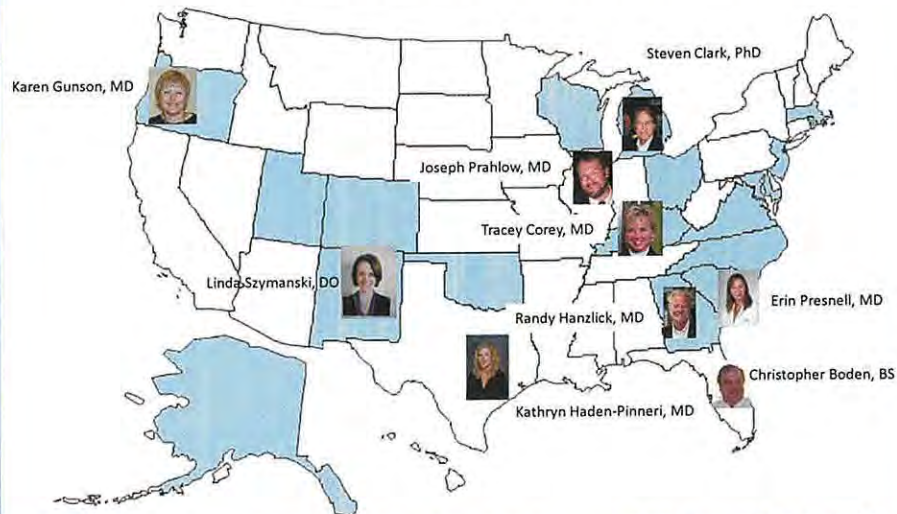 Steven Clark, PhD
Karen Gunson, MD
Joseph Prahlow, MD
Tracey Corey, MD
Linda Szymanski, DO
Randy Hanzlick, MD
Erin Presnell, MD
Christopher Boden, BS
Kathryn Haden-Pinneri, MD